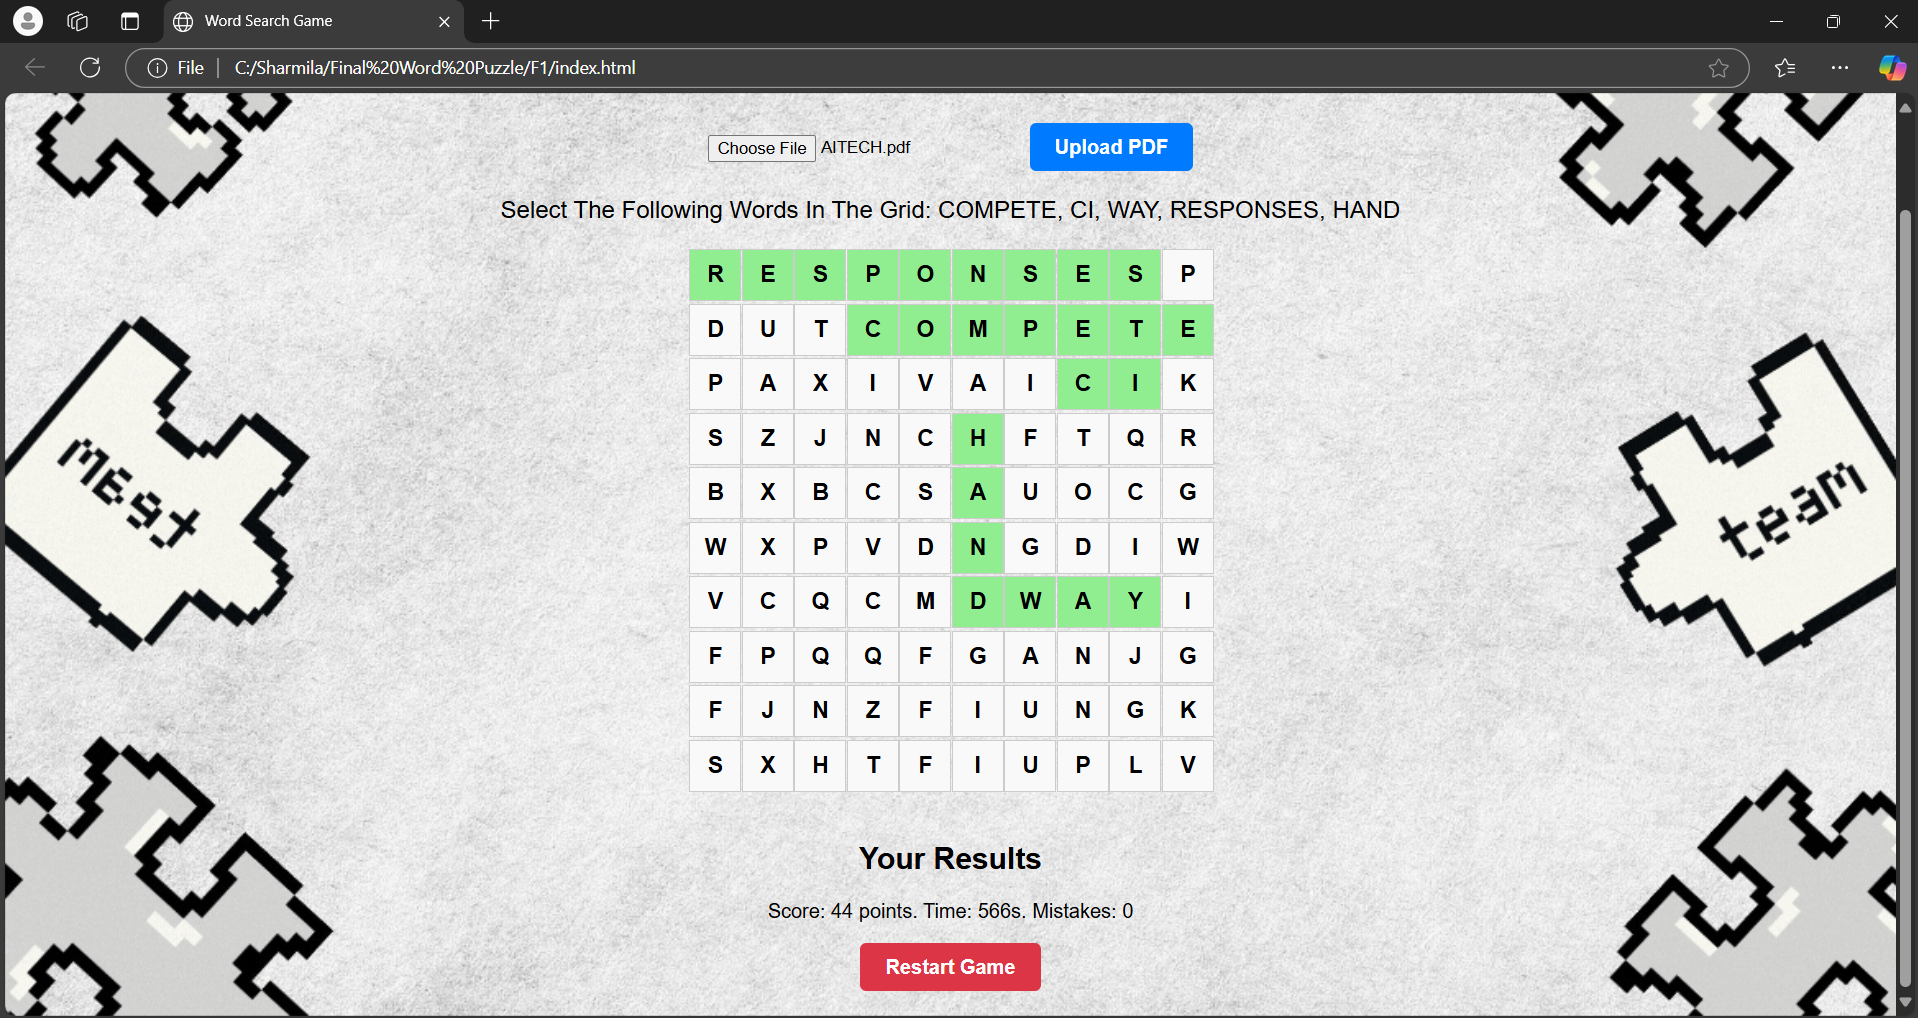 Word Search Game
File
C:/Sharmila/Final%20Word%20Puzzle/F1/index.html
Choose File AITECH.pdf
Upload PDF
Select The Following Words In The Grid: COMPETE, CI, WAY, RESPONSES, HAND
R E S P O N S E S P
D U T C O M P E T E
P A X I V A I C I K
S Z J N C H F T Q R
B X B C S A U O C G
W X P V D N G D I W
V C Q C M D W A Y I
F P Q Q F G A N J G
F J N Z F I U N G K
S X H T F I U P L V
team
Your Results
Score: 44 points. Time: 566s. Mistakes: 0
Restart Game